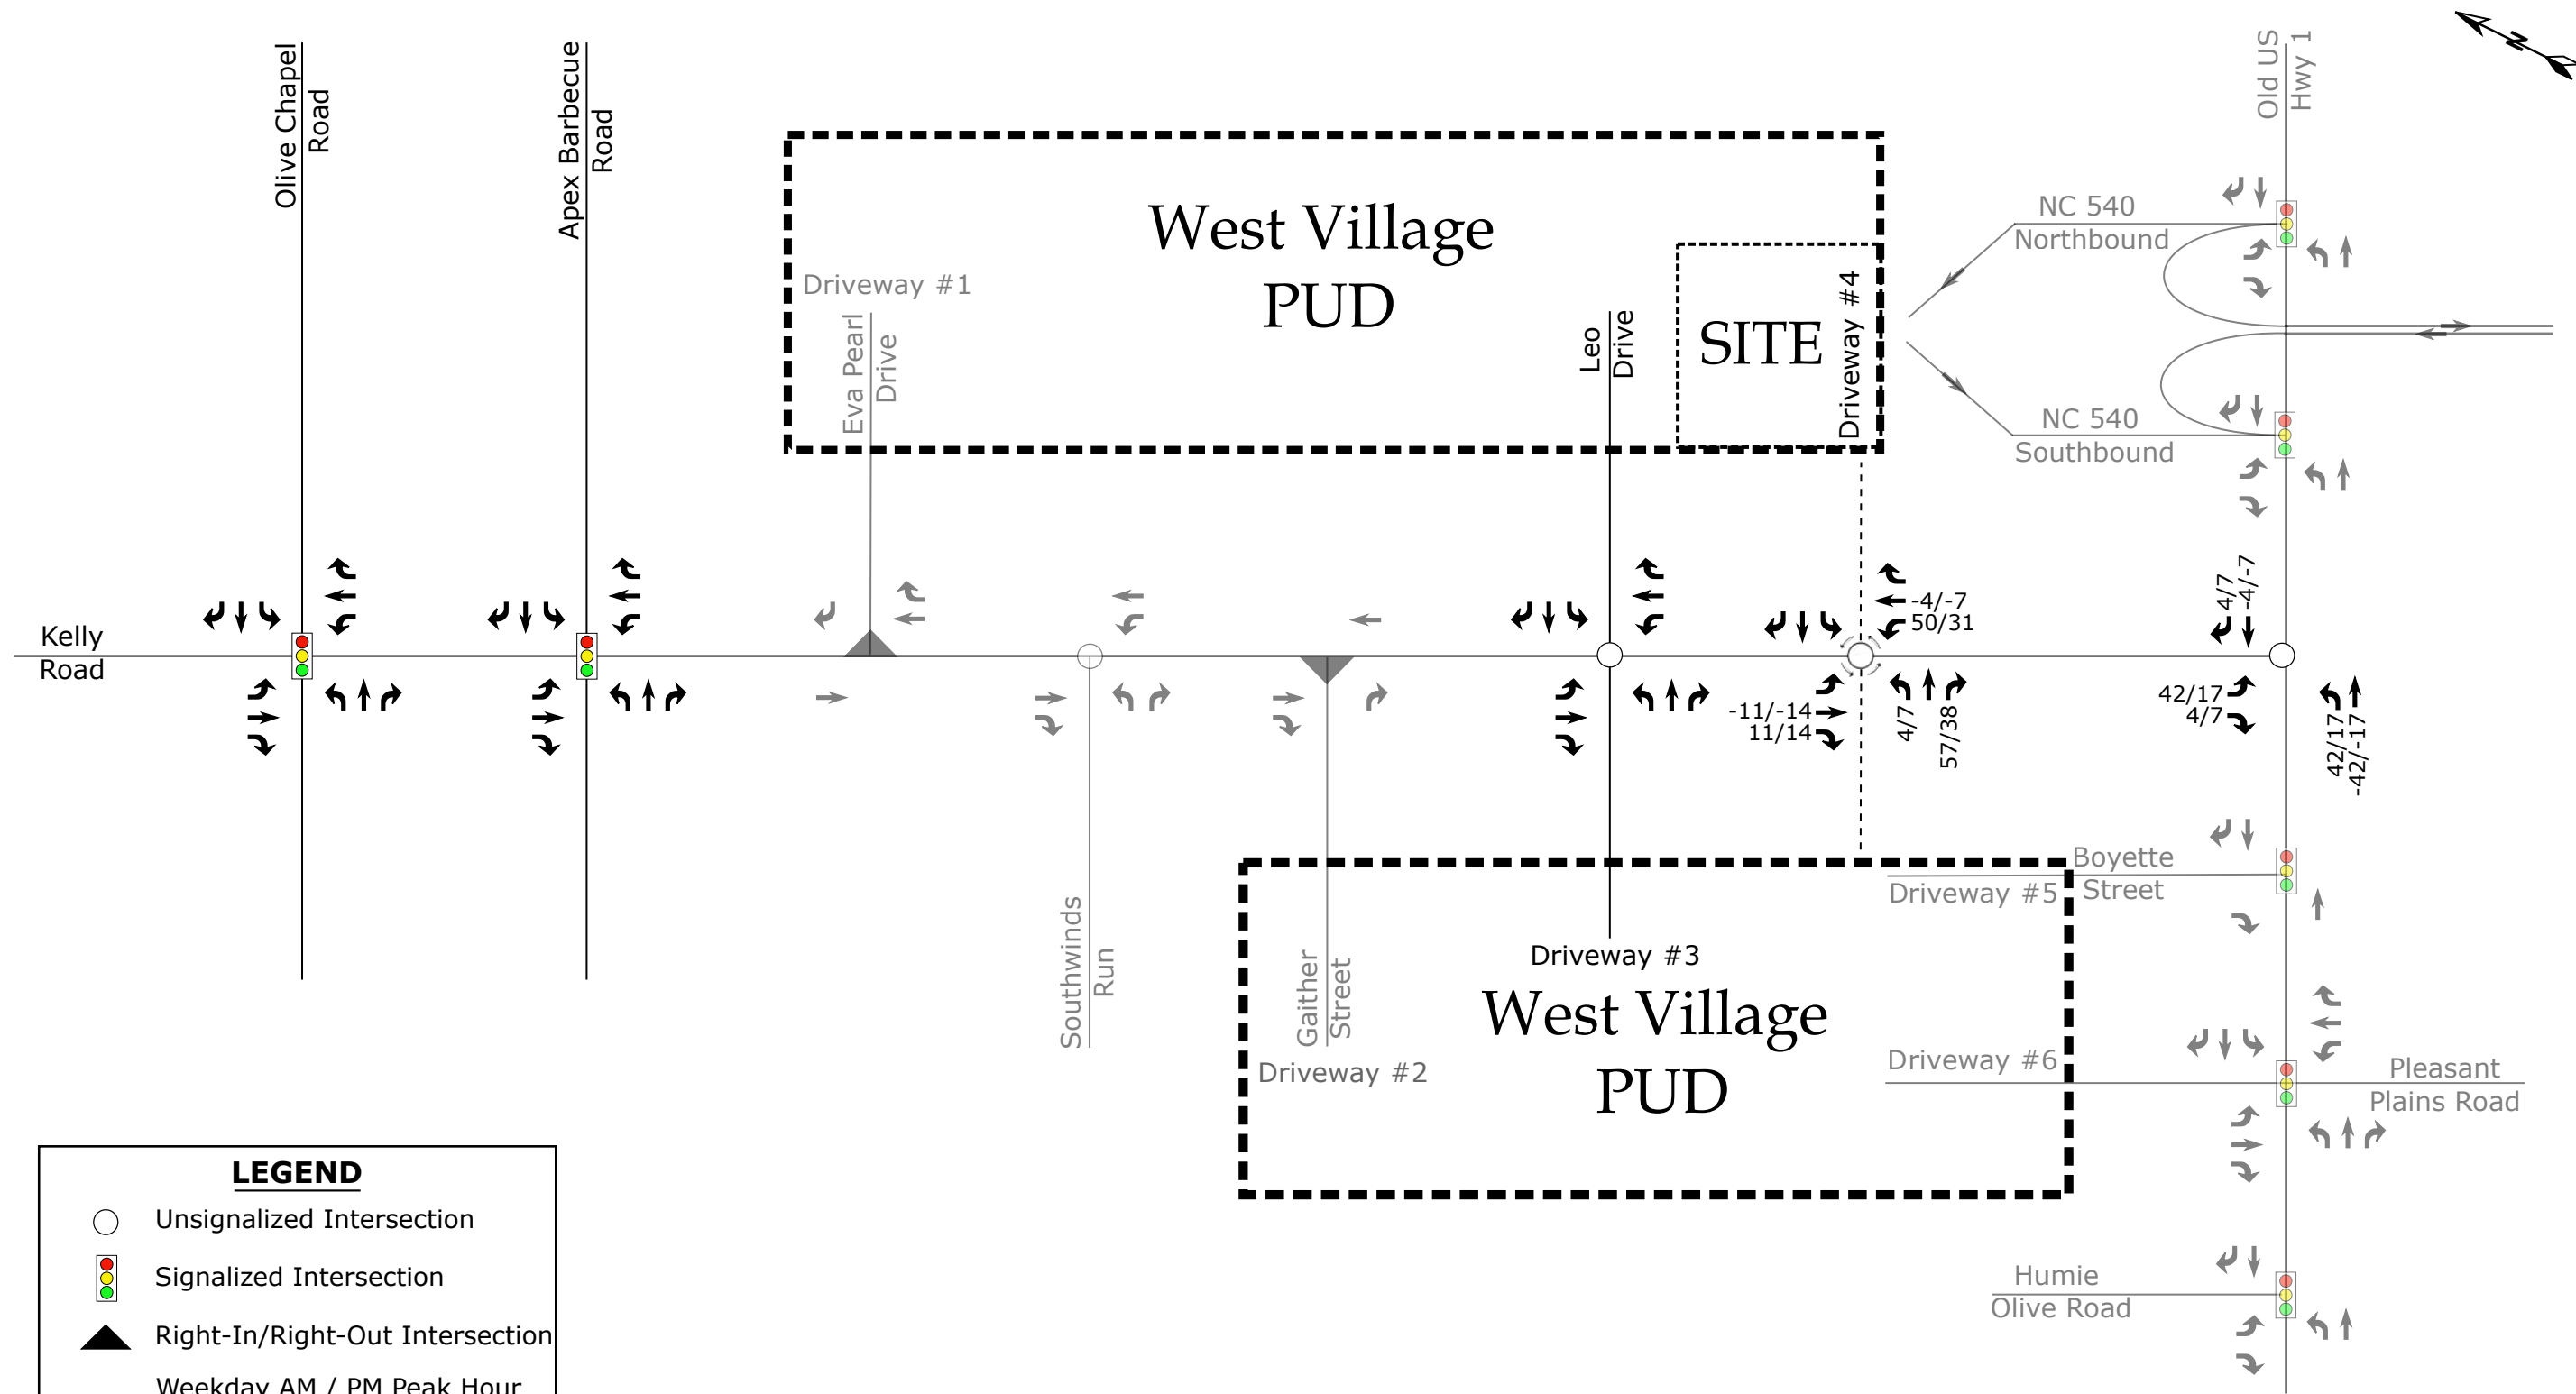 Olive Chapel
Road
Apex Barbecue
Road
Old US
Hwy 1
N
West Village
PUD
NC 540
Northbound
Driveway #1
Eva Pearl
Drive
Leo
Drive
SITE
Driveway #4
NC 540
Southbound
Kelly
Road
-4/-7
50/31
4/7
-4/-7
-11/-14
11/14
4/7
57/38
42/17
4/7
42/17
-42/-17
Boyette
Street
Driveway #5
Southwinds
Run
Gaither
Street
Driveway #2
Driveway #3
West Village
PUD
Driveway #6
Pleasant
Plains Road
Humie
Olive Road
LEGEND
Unsignalized Intersection
Signalized Intersection
Right-In/Right-Out Intersection
Weekday AM / PM Peak Hour